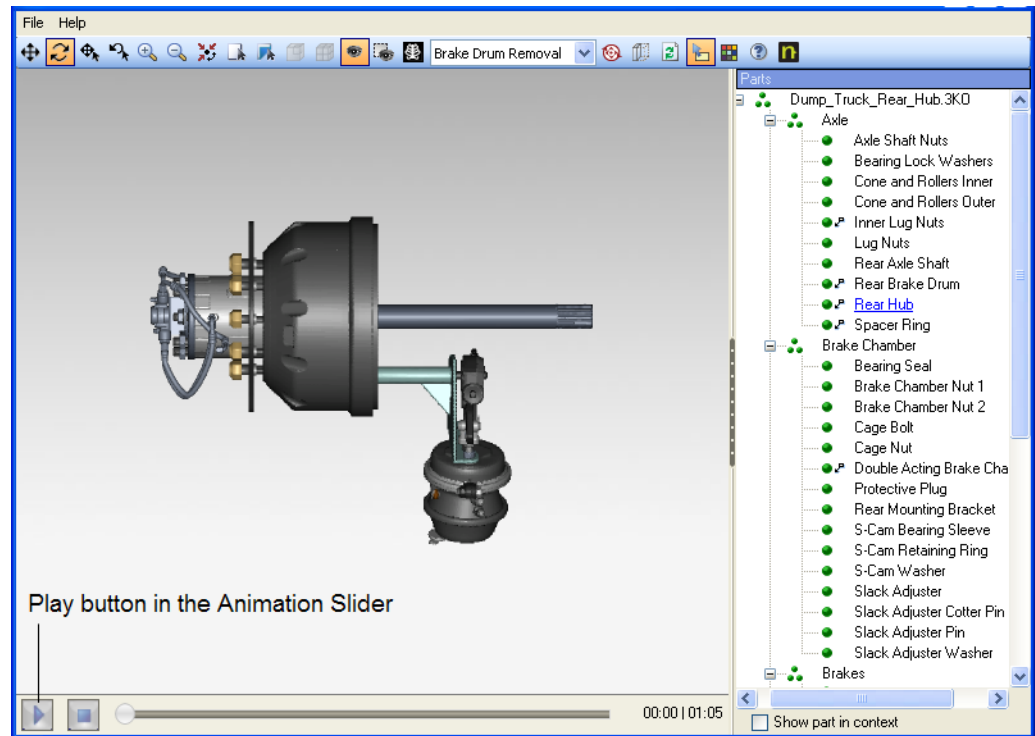 File Help
Brake Drum Removal
Parts
Dump_Truck_Rear_Hub.3KO
Axle
Axle Shaft Nuts
Bearing Lock Washers
Cone and Rollers Inner
Cone and Rollers Outer
Inner Lug Nuts
Lug Nuts
Rear Axle Shaft
Rear Brake Drum
Rear Hub
Spacer Ring
Brake Chamber
Bearing Seal
Brake Chamber Nut 1
Brake Chamber Nut 2
Cage Bolt
Cage Nut
Double Acting Brake Cha
Protective Plug
Rear Mounting Bracket
S-Cam Bearing Sleeve
S-Cam Retaining Ring
S-Cam Washer
Slack Adjuster
Slack Adjuster Cotter Pin
Slack Adjuster Pin
Slack Adjuster Washer
Brakes
Show part in context
Play button in the Animation Slider
00:00 | 01:05